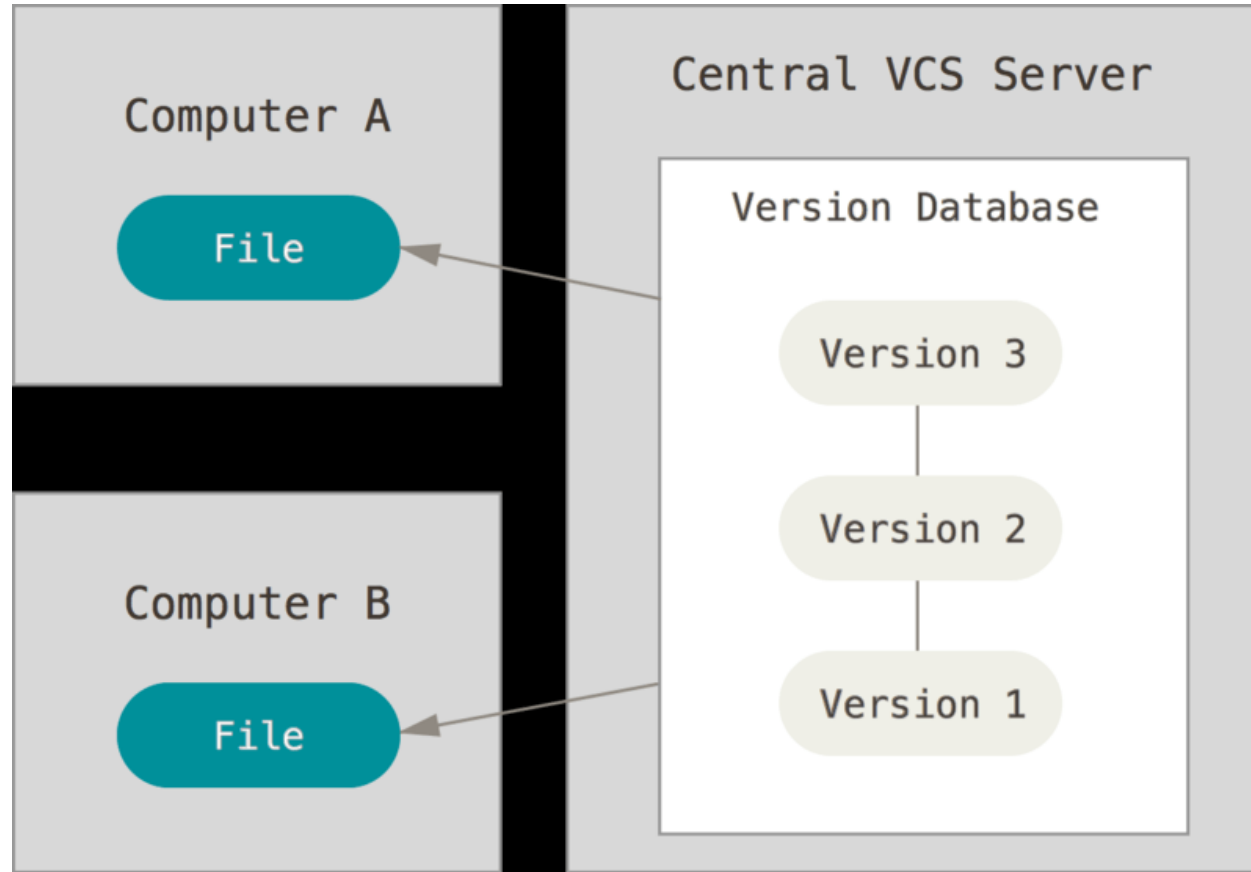 Computer A
File
Computer B
File
Central VCS Server
Version Database
Version 3
Version 2
Version 1